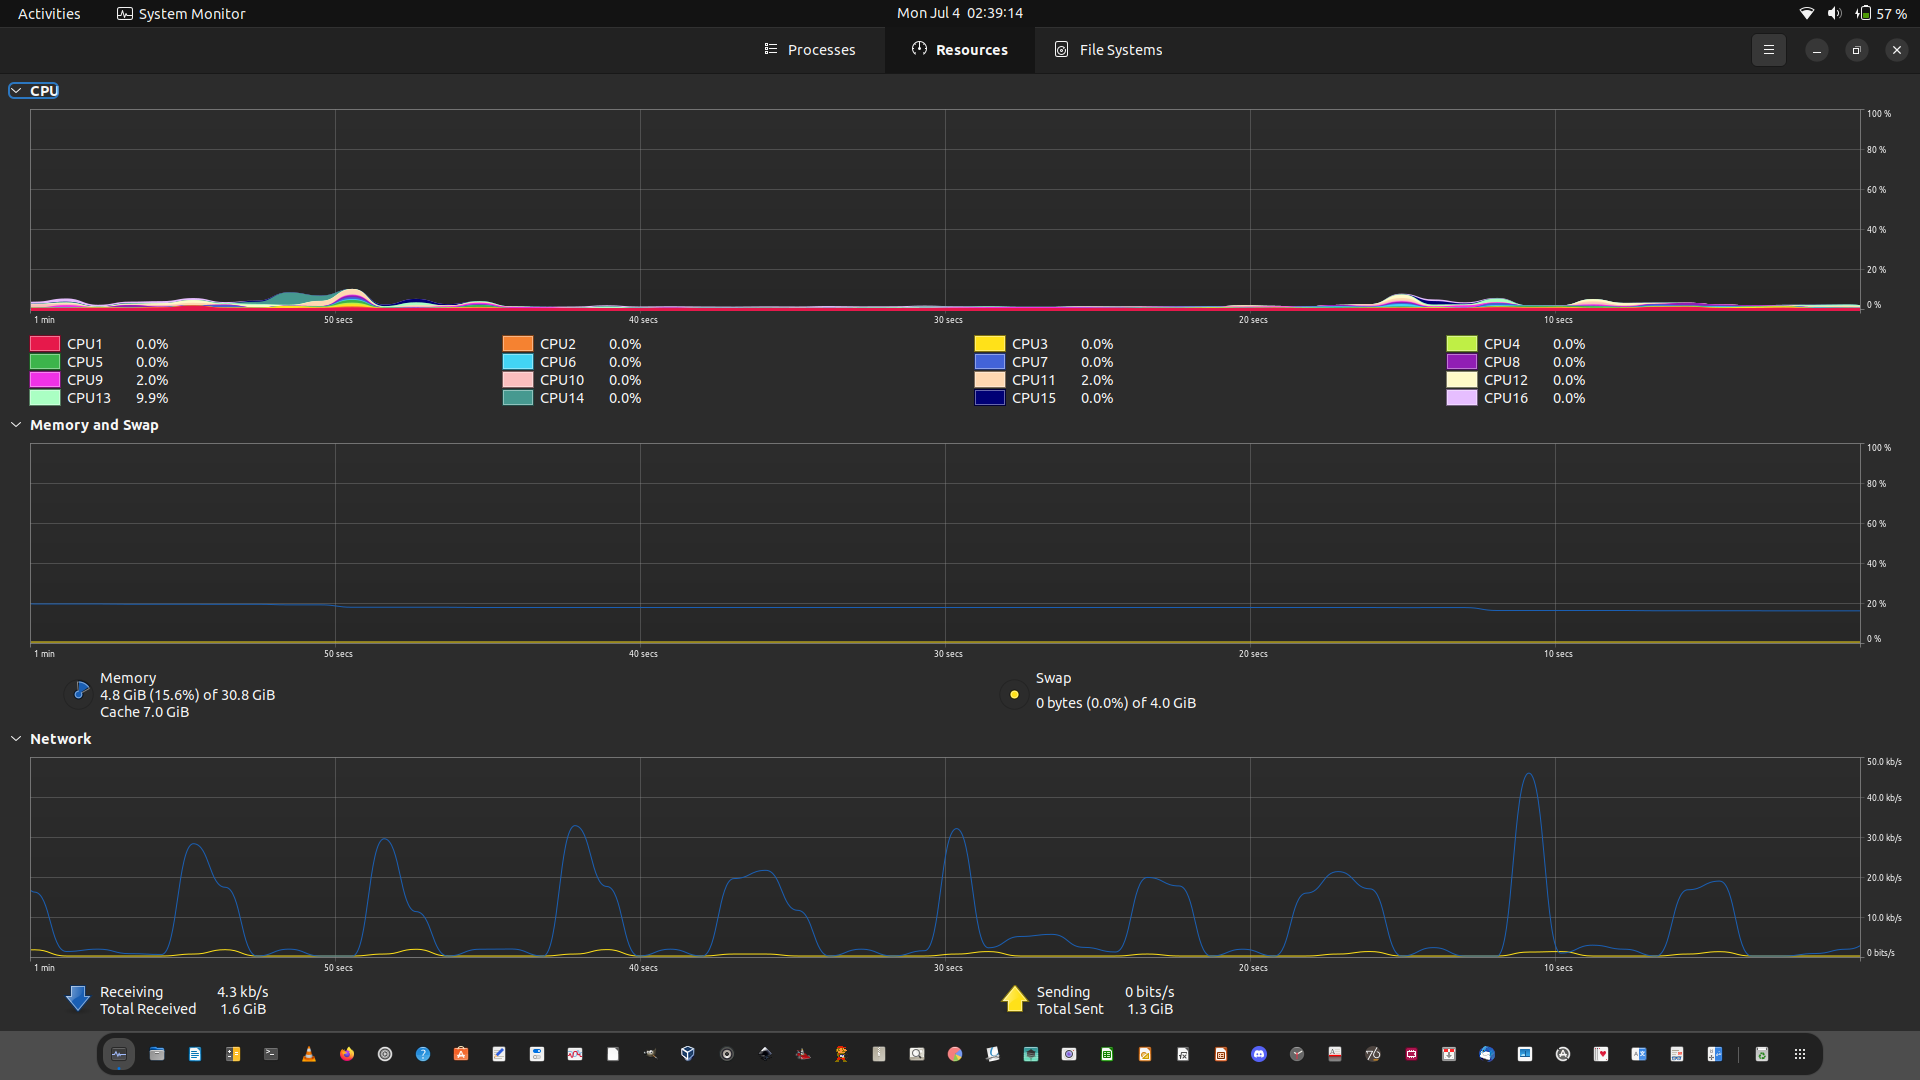 Activities System Monitor Mon Jul 4 02:39:14 57 %
Processes Resources File Systems
CPU
100 %
80 %
60 %
40 %
20 %
0 %
1 min 50 secs 40 secs 30 secs 20 secs 10 secs
CPU1 0.0% CPU2 0.0% CPU3 0.0% CPU4 0.0%
CPU5 0.0% CPU6 0.0% CPU7 0.0% CPU8 0.0%
CPU9 2.0% CPU10 0.0% CPU11 2.0% CPU12 0.0%
CPU13 9.9% CPU14 0.0% CPU15 0.0% CPU16 0.0%
Memory and Swap
100 %
80 %
60 %
40 %
20 %
0 %
1 min 50 secs 40 secs 30 secs 20 secs 10 secs
Memory
4.8 GiB (15.6%) of 30.8 GiB
Cache 7.0 GiB
Swap
0 bytes (0.0%) of 4.0 GiB
Network
50.0 kb/s
40.0 kb/s
30.0 kb/s
20.0 kb/s
10.0 kb/s
0 bits/s
1 min 50 secs 40 secs 30 secs 20 secs 10 secs
Receiving 4.3 kb/s
Total Received 1.6 GiB
Sending 0 bits/s
Total Sent 1.3 GiB
76